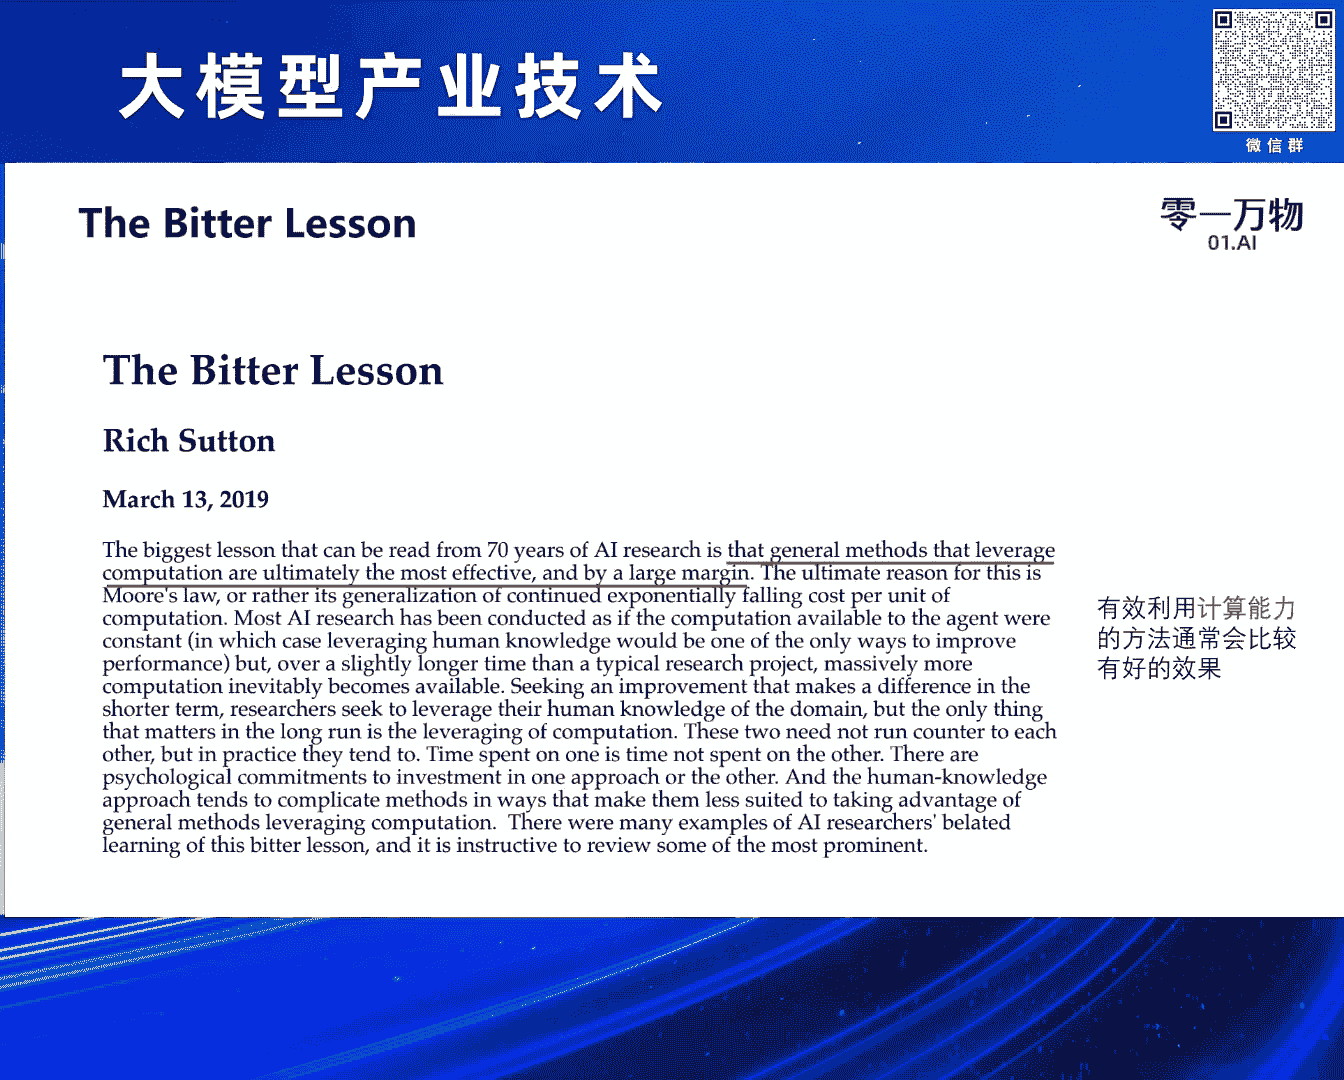 大模型产业技术
微信群
The Bitter Lesson
零一万物
01.AI
The Bitter Lesson
Rich Sutton
March 13, 2019
The biggest lesson that can be read from 70 years of AI research is that general methods that leverage
computation are ultimately the most effective, and by a large margin. The ultimate reason for this is
Moore's law, or rather its generalization of continued exponentially falling cost per unit of
computation. Most AI research has been conducted as if the computation available to the agent were
constant (in which case leveraging human knowledge would be one of the only ways to improve
performance) but, over a slightly longer time than a typical research project, massively more
computation inevitably becomes available. Seeking an improvement that makes a difference in the
shorter term, researchers seek to leverage their human knowledge of the domain, but the only thing
that matters in the long run is the leveraging of computation. These two need not run counter to each
other, but in practice they tend to. Time spent on one is time not spent on the other. There are
psychological commitments to investment in one approach or the other. And the human-knowledge
approach tends to complicate methods in ways that make them less suited to taking advantage of
general methods leveraging computation.  There were many examples of AI researchers' belated
learning of this bitter lesson, and it is instructive to review some of the most prominent.
有效利用计算能力
的方法通常会比较
有好的效果